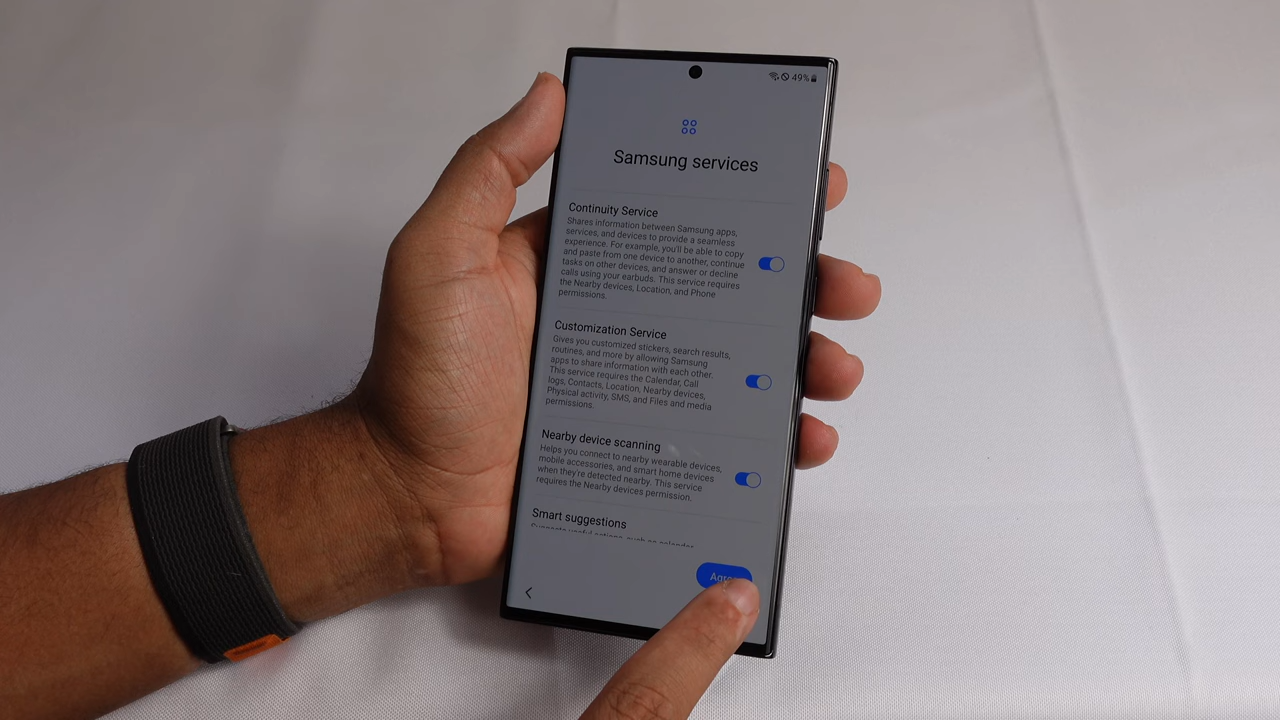 49%
Samsung services
Continuity Service
Shares information between Samsung apps,
services, and devices to provide a seamless
experience. For example, you'll be able to copy
and paste from one device to another, continue
tasks on other devices, and answer or decline
calls using your earbuds. This service requires
the Nearby devices, Location, and Phone
permissions.
Customization Service
Gives you customized stickers, search results,
routines, and more by allowing Samsung
apps to share information with each other.
This service requires the Calendar, Call
logs, Contacts, Location, Nearby devices,
Physical activity, SMS, and Files and media
permissions.
Nearby device scanning
Helps you connect to nearby wearable devices,
mobile accessories, and smart home devices
when they're detected nearby. This service
requires the Nearby devices permission.
Smart suggestions
Supports useful actions, such as calendar